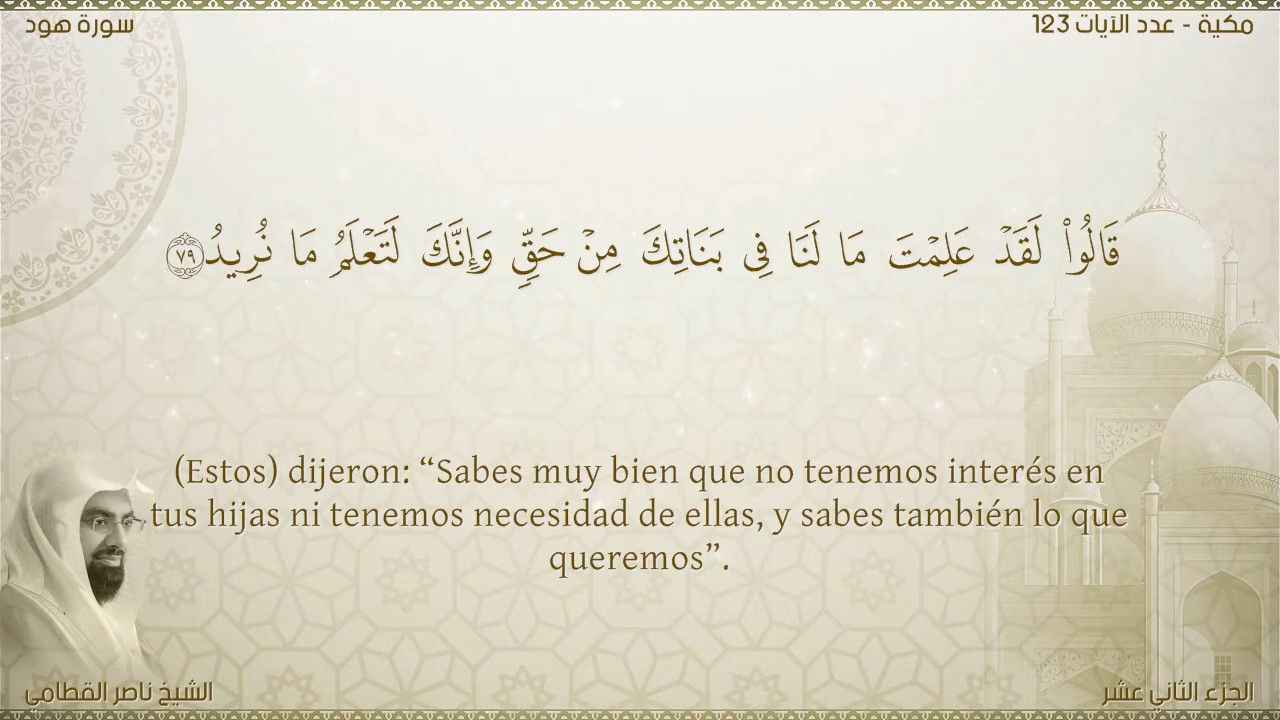 مكية - عدد الآيات 123
سورة هود
قَالُوا۟ لَقَدْ عَلِمْتَ مَا لَنَا فِى بَنَاتِكَ مِنْ حَقٍّۢ وَإِنَّكَ لَتَعْلَمُ مَا نُرِيدُ ٧٩
(Estos) dijeron: “Sabes muy bien que no tenemos interés en
tus hijas ni tenemos necesidad de ellas, y sabes también lo que
queremos”.
الجزء الثاني عشر
الشيخ ناصر القطامي